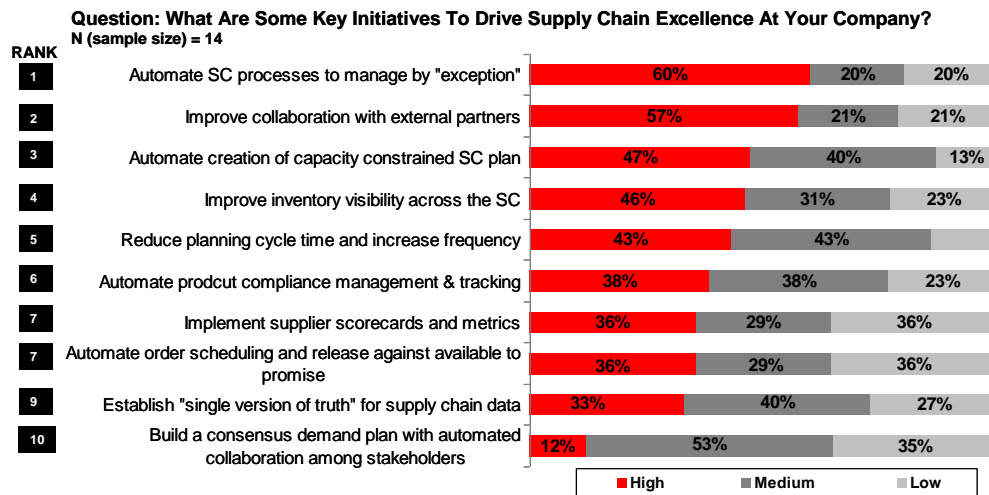 Question: What Are Some Key Initiatives To Drive Supply Chain Excellence At Your Company?
N (sample size) = 14
RANK
1 Automate SC processes to manage by "exception" 60% 20% 20%
2 Improve collaboration with external partners 57% 21% 21%
3 Automate creation of capacity constrained SC plan 47% 40% 13%
4 Improve inventory visibility across the SC 46% 31% 23%
5 Reduce planning cycle time and increase frequency 43% 43%
6 Automate prodcut compliance management & tracking 38% 38% 23%
7 Implement supplier scorecards and metrics 36% 29% 36%
7 Automate order scheduling and release against available to
promise 36% 29% 36%
9 Establish "single version of truth" for supply chain data 33% 40% 27%
10 Build a consensus demand plan with automated
collaboration among stakeholders 12% 53% 35%
High Medium Low